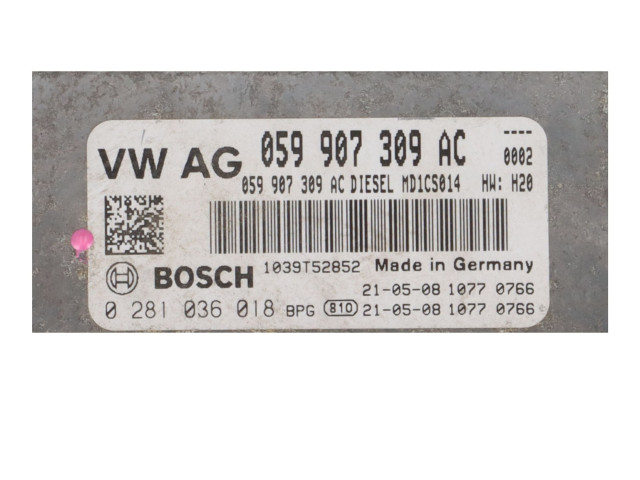 VW AG 059 907 309 AC ----
0002
059 907 309 AC DIESEL MD1CS014 HW: H20
BOSCH 1039T52852 Made in Germany
21-05-08 1077 0766
0 281 036 018 BPG B10 21-05-08 1077 0766